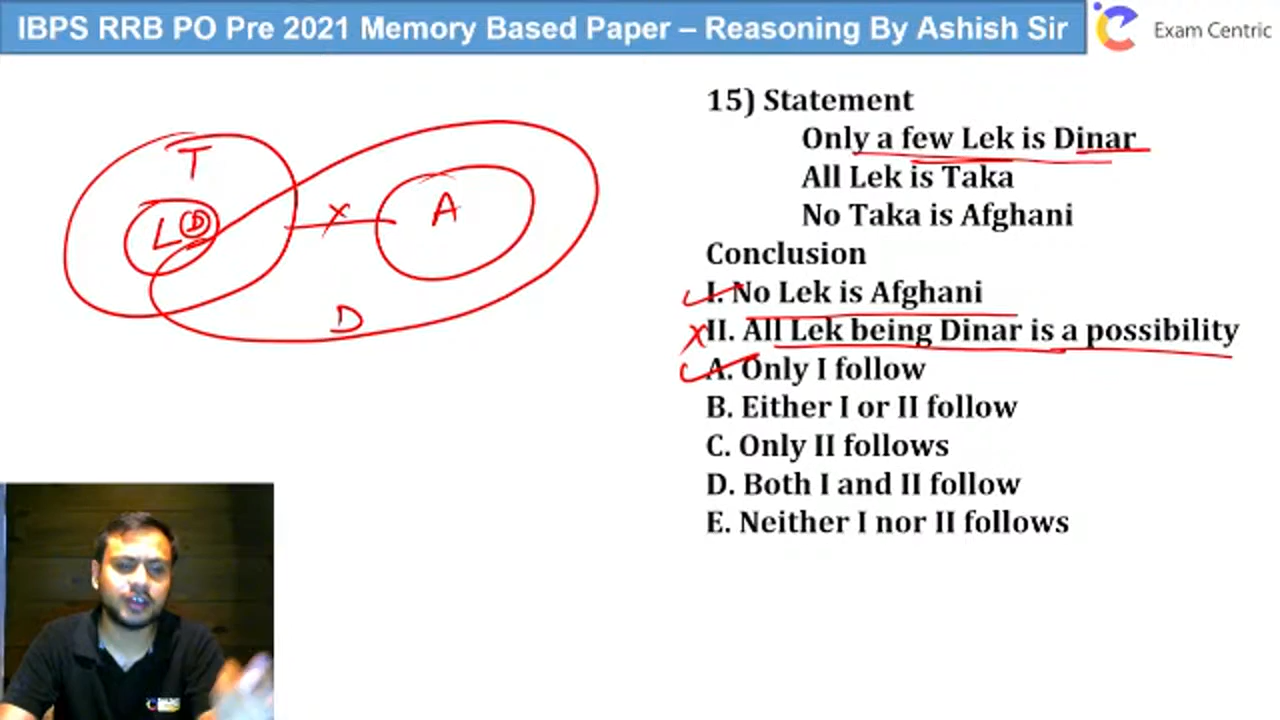 IBPS RRB PO Pre 2021 Memory Based Paper – Reasoning By Ashish Sir
Exam Centric
15) Statement
Only a few Lek is Dinar
All Lek is Taka
No Taka is Afghani
Conclusion
I. No Lek is Afghani
II. All Lek being Dinar is a possibility
A. Only I follow
B. Either I or II follow
C. Only II follows
D. Both I and II follow
E. Neither I nor II follows
T
L D
A
D